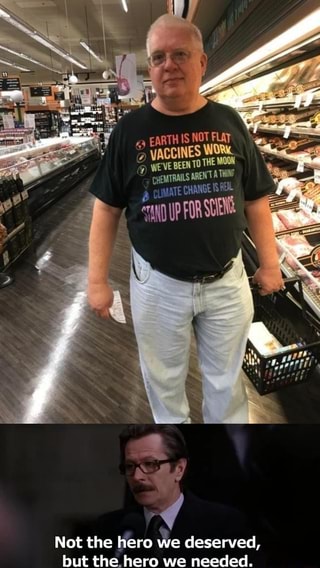 EARTH IS NOT FLAT
VACCINES WORK
WE'VE BEEN TO THE MOON
CHEMTRAILS AREN'T A THING
CLIMATE CHANGE IS REAL
STAND UP FOR SCIENCE
Not the hero we deserved,
but the hero we needed.